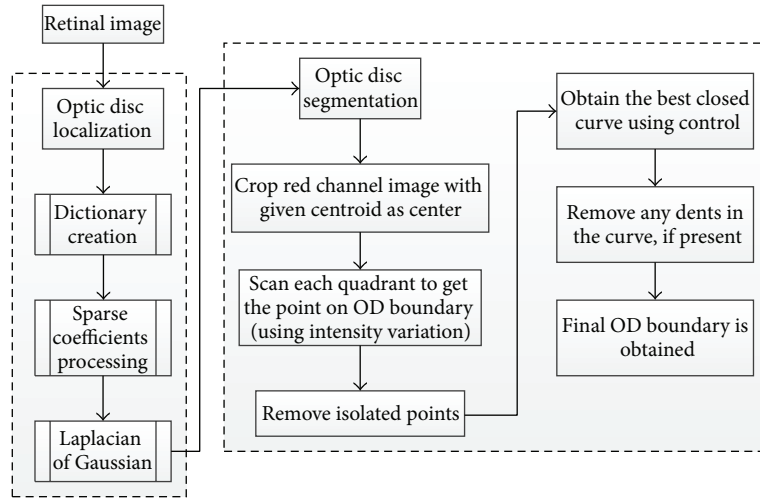 Retinal image
Optic disc
localization
Dictionary
creation
Sparse
coefficients
processing
Laplacian
of Gaussian
Optic disc
segmentation
Crop red channel image with
given centroid as center
Scan each quadrant to get
the point on OD boundary
(using intensity variation)
Remove isolated points
Obtain the best closed
curve using control
Remove any dents in
the curve, if present
Final OD boundary is
obtained